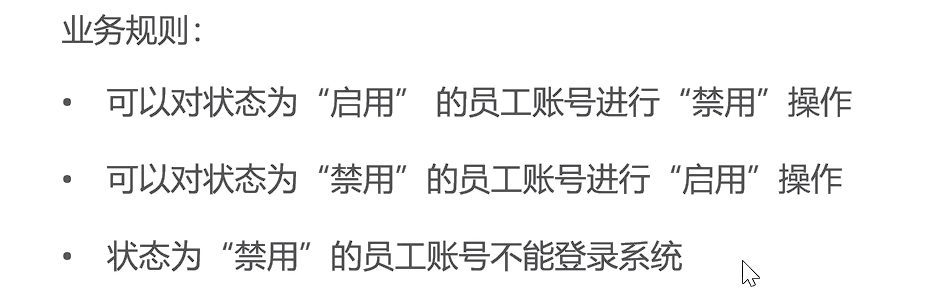 业务规则：
• 可以对状态为“启用” 的员工账号进行“禁用”操作
• 可以对状态为“禁用”的员工账号进行“启用”操作
• 状态为“禁用”的员工账号不能登录系统